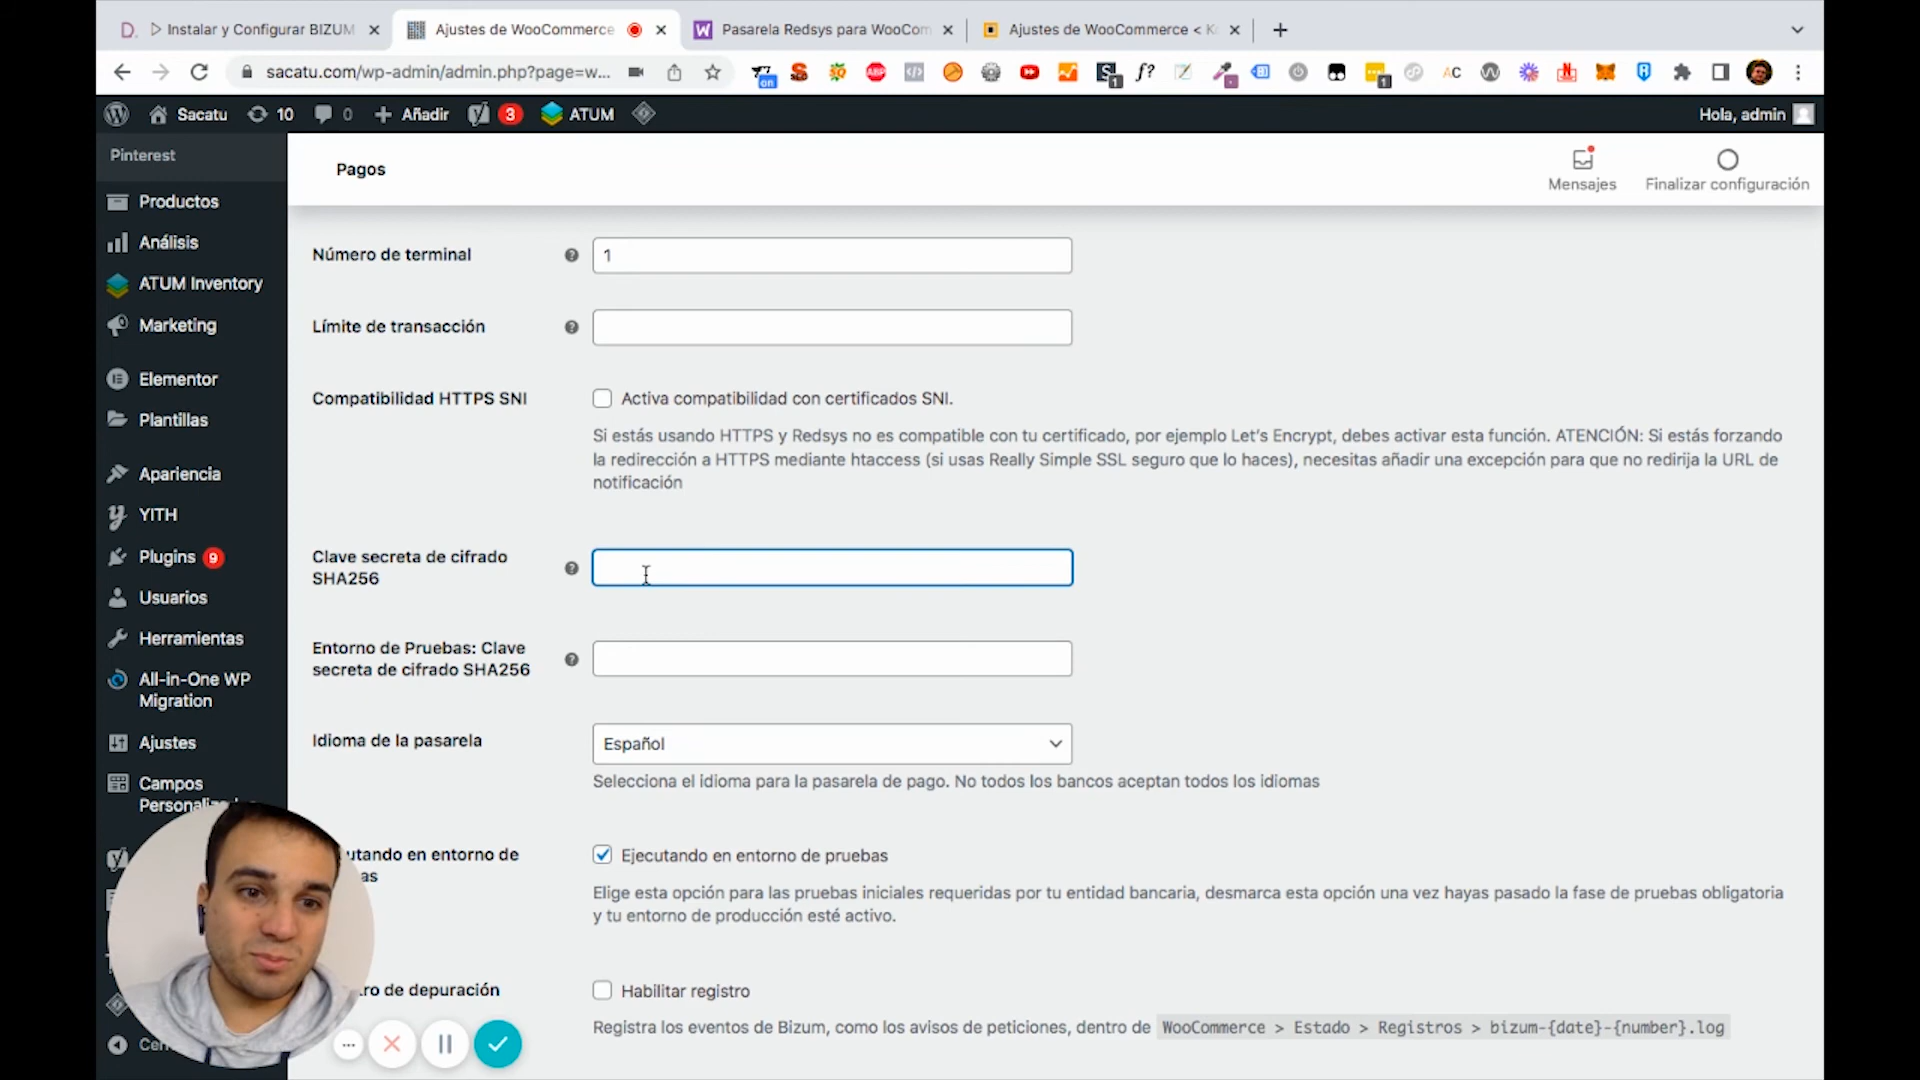 Instalar y Configurar BIZUM
Ajustes de WooCommerce
Pasarela Redsys para WooCom
Ajustes de WooCommerce <
sacatu.com/wp-admin/admin.php?page=w...
Sacatu
10
0
Añadir
3
ATUM
Hola, admin
Pinterest
Productos
Análisis
ATUM Inventory
Marketing
Elementor
Plantillas
Apariencia
YITH
Plugins 9
Usuarios
Herramientas
All-in-One WP
Migration
Ajustes
Campos
Pagos
Mensajes
Finalizar configuración
Número de terminal
1
Límite de transacción
Compatibilidad HTTPS SNI
Activa compatibilidad con certificados SNI.
Si estás usando HTTPS y Redsys no es compatible con tu certificado, por ejemplo Let's Encrypt, debes activar esta función. ATENCIÓN: Si estás forzando
la redirección a HTTPS mediante htaccess (si usas Really Simple SSL seguro que lo haces), necesitas añadir una excepción para que no redirija la URL de
notificación
Clave secreta de cifrado
SHA256
Entorno de Pruebas: Clave
secreta de cifrado SHA256
Idioma de la pasarela
Español
Selecciona el idioma para la pasarela de pago. No todos los bancos aceptan todos los idiomas
utando en entorno de
as
Ejecutando en entorno de pruebas
Elige esta opción para las pruebas iniciales requeridas por tu entidad bancaria, desmarca esta opción una vez hayas pasado la fase de pruebas obligatoria
y tu entorno de producción esté activo.
ro de depuración
Habilitar registro
Registra los eventos de Bizum, como los avisos de peticiones, dentro de WooCommerce > Estado > Registros > bizum-{date}-{number}.log